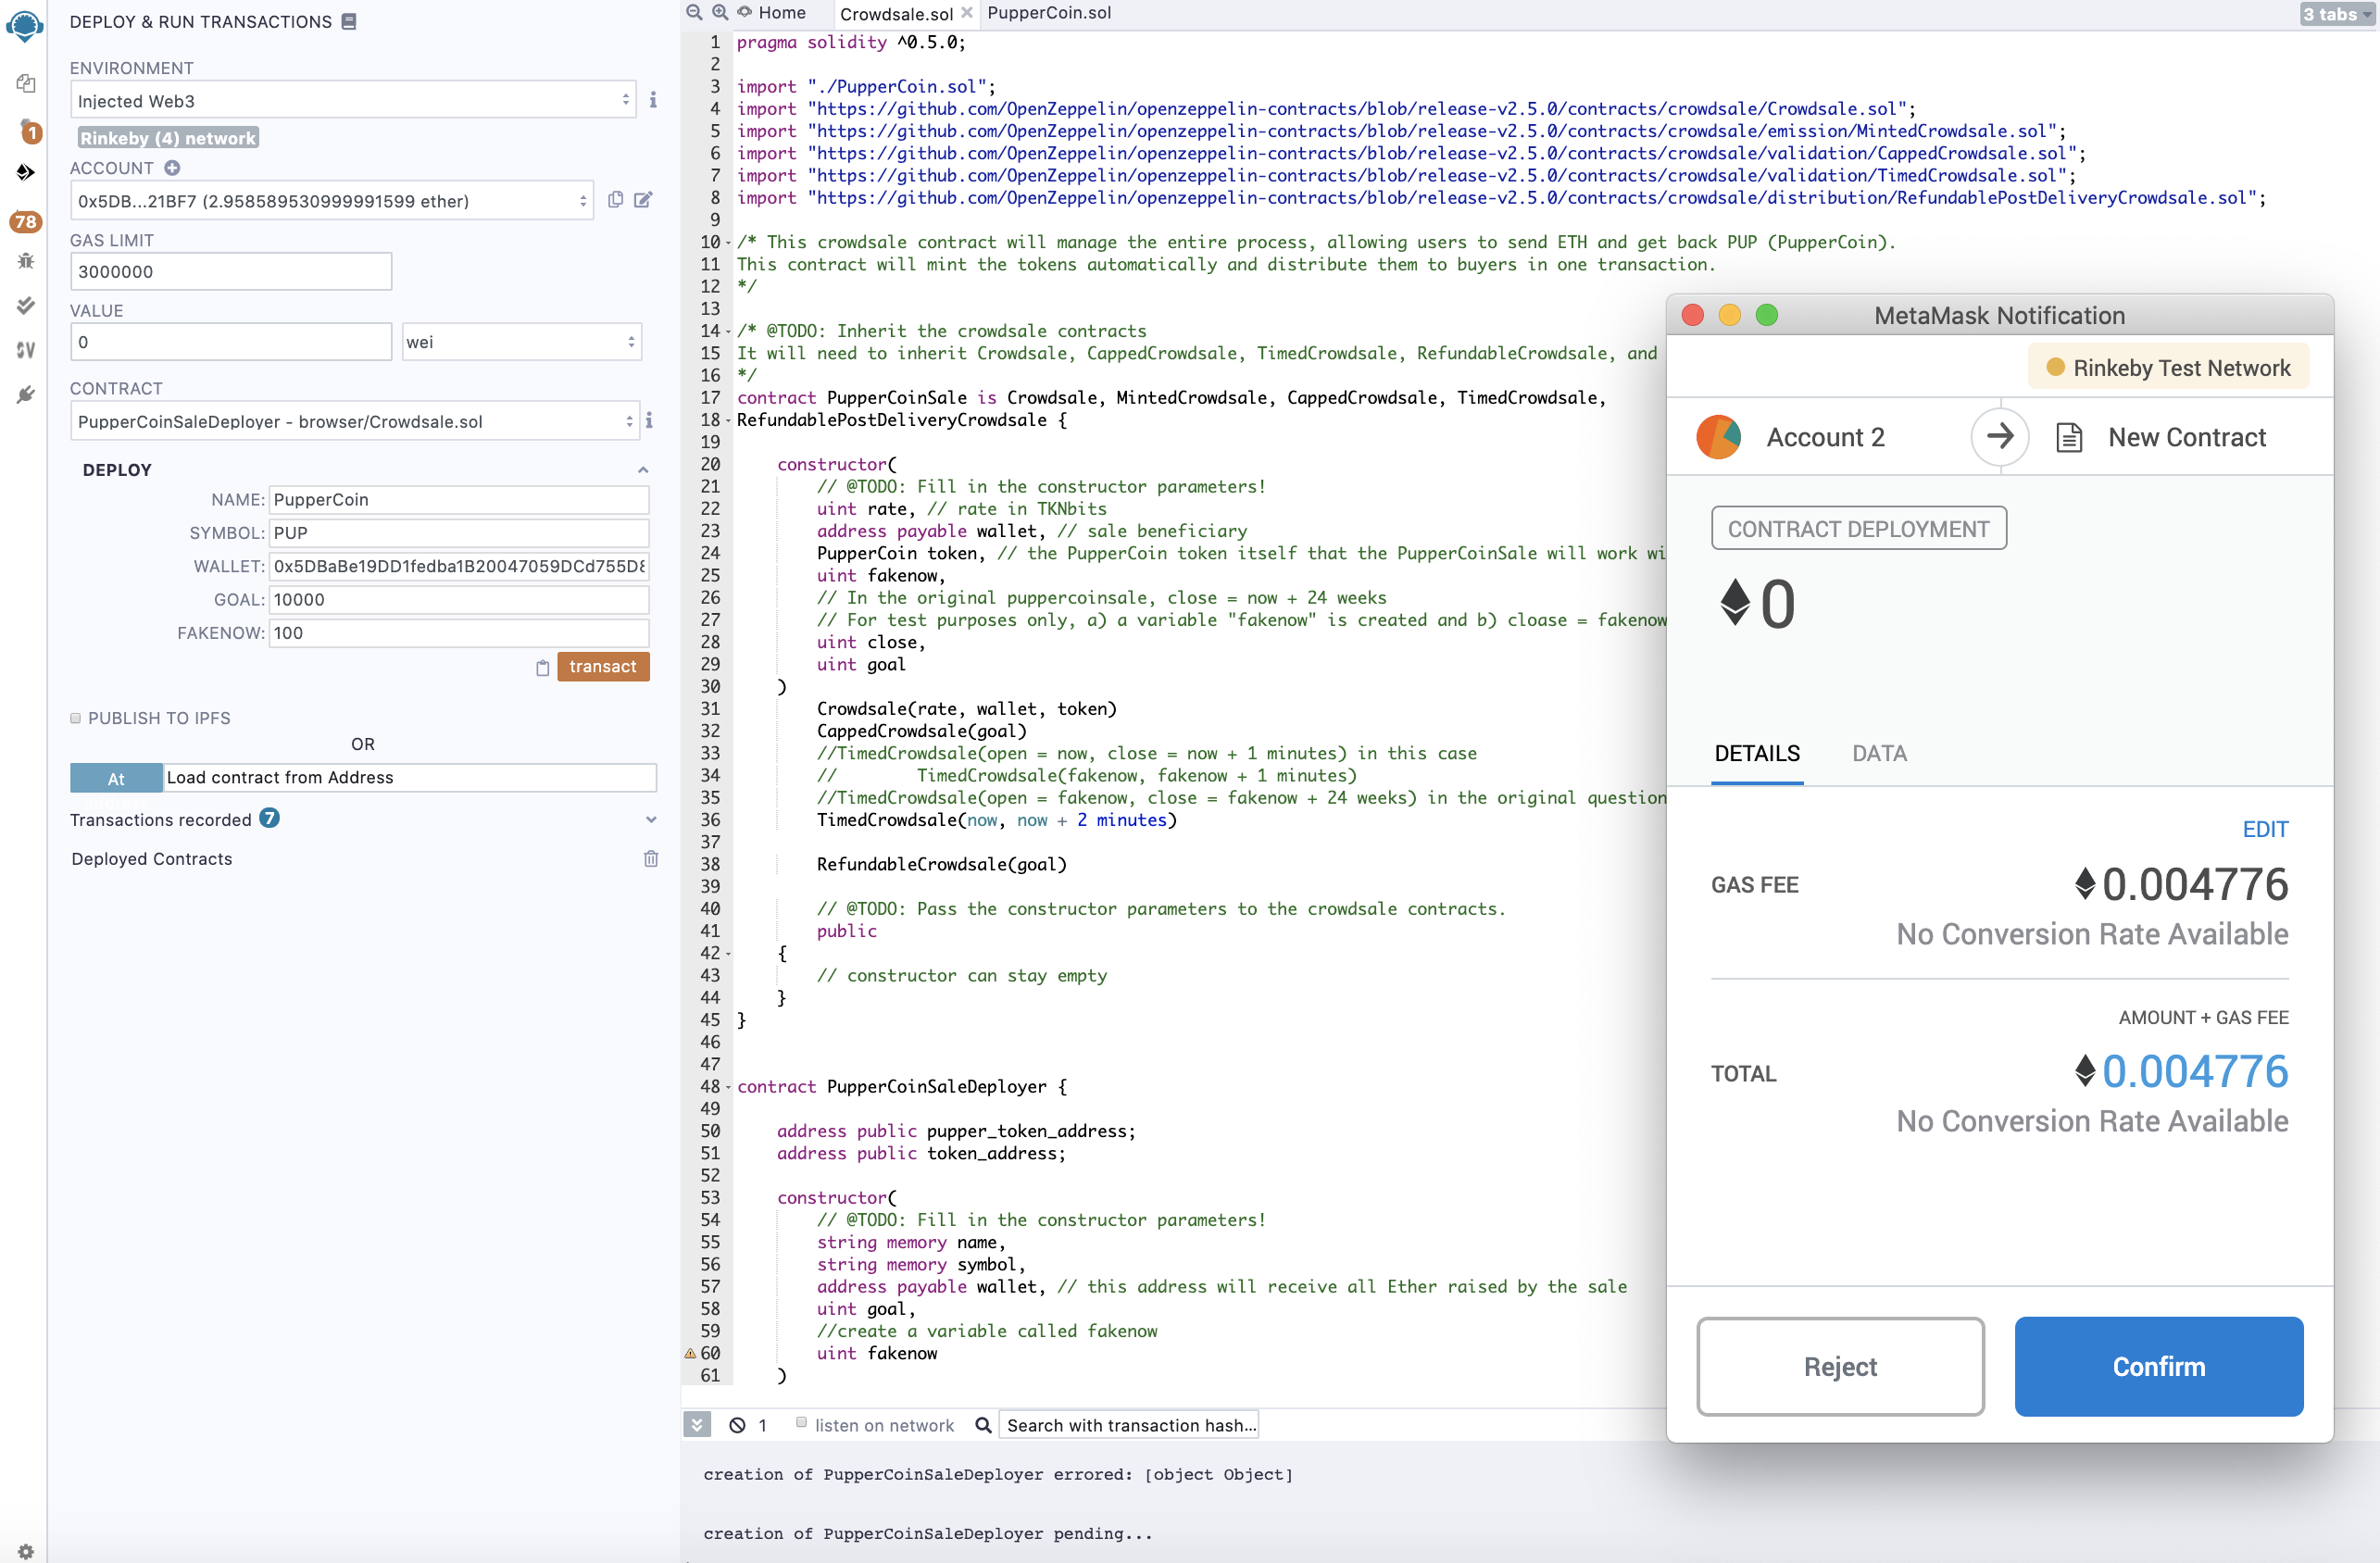 DEPLOY & RUN TRANSACTIONS
ENVIRONMENT
Injected Web3
Rinkeby (4) network
ACCOUNT
0x5DB...21BF7 (2.958589530999991599 ether)
GAS LIMIT
3000000
VALUE
0
wei
CONTRACT
PupperCoinSaleDeployer - browser/Crowdsale.sol
DEPLOY
NAME: PupperCoin
SYMBOL: PUP
WALLET: 0x5DBaBe19DD1fedba1B20047059DCd755D8
GOAL: 10000
FAKENOW: 100
transact
PUBLISH TO IPFS
OR
At
Load contract from Address
Transactions recorded 7
Deployed Contracts
1
78
Home
Crowdsale.sol
PupperCoin.sol
3 tabs
1 pragma solidity ^0.5.0;
2
3 import "./PupperCoin.sol";
4 import "https://github.com/OpenZeppelin/openzeppelin-contracts/blob/release-v2.5.0/contracts/crowdsale/Crowdsale.sol";
5 import "https://github.com/OpenZeppelin/openzeppelin-contracts/blob/release-v2.5.0/contracts/crowdsale/emission/MintedCrowdsale.sol";
6 import "https://github.com/OpenZeppelin/openzeppelin-contracts/blob/release-v2.5.0/contracts/crowdsale/validation/CappedCrowdsale.sol";
7 import "https://github.com/OpenZeppelin/openzeppelin-contracts/blob/release-v2.5.0/contracts/crowdsale/validation/TimedCrowdsale.sol";
8 import "https://github.com/OpenZeppelin/openzeppelin-contracts/blob/release-v2.5.0/contracts/crowdsale/distribution/RefundablePostDeliveryCrowdsale.sol";
9
10 /* This crowdsale contract will manage the entire process, allowing users to send ETH and get back PUP (PupperCoin).
11 This contract will mint the tokens automatically and distribute them to buyers in one transaction.
12 */
13
14 /* @TODO: Inherit the crowdsale contracts
15 It will need to inherit Crowdsale, CappedCrowdsale, TimedCrowdsale, RefundableCrowdsale, and
16 */
17 contract PupperCoinSale is Crowdsale, MintedCrowdsale, CappedCrowdsale, TimedCrowdsale,
18 RefundablePostDeliveryCrowdsale {
19
20 constructor(
21 // @TODO: Fill in the constructor parameters!
22 uint rate, // rate in TKNbits
23 address payable wallet, // sale beneficiary
24 PupperCoin token, // the PupperCoin token itself that the PupperCoinSale will work wi
25 uint fakenow,
26 // In the original puppercoinsale, close = now + 24 weeks
27 // For test purposes only, a) a variable "fakenow" is created and b) cloase = fakenow
28 uint close,
29 uint goal
30 )
31 Crowdsale(rate, wallet, token)
32 CappedCrowdsale(goal)
33 //TimedCrowdsale(open = now, close = now + 1 minutes) in this case
34 // TimedCrowdsale(fakenow, fakenow + 1 minutes)
35 //TimedCrowdsale(open = fakenow, close = fakenow + 24 weeks) in the original question
36 TimedCrowdsale(now, now + 2 minutes)
37
38 RefundableCrowdsale(goal)
39
40 // @TODO: Pass the constructor parameters to the crowdsale contracts.
41 public
42 {
43 // constructor can stay empty
44 }
45 }
46
47
48 contract PupperCoinSaleDeployer {
49
50 address public pupper_token_address;
51 address public token_address;
52
53 constructor(
54 // @TODO: Fill in the constructor parameters!
55 string memory name,
56 string memory symbol,
57 address payable wallet, // this address will receive all Ether raised by the sale
58 uint goal,
59 //create a variable called fakenow
60 uint fakenow
61 )
1
listen on network
Search with transaction hash...
creation of PupperCoinSaleDeployer errored: [object Object]
creation of PupperCoinSaleDeployer pending...
MetaMask Notification
Rinkeby Test Network
Account 2
New Contract
CONTRACT DEPLOYMENT
0
DETAILS
DATA
EDIT
GAS FEE
0.004776
No Conversion Rate Available
AMOUNT + GAS FEE
TOTAL
0.004776
No Conversion Rate Available
Reject
Confirm